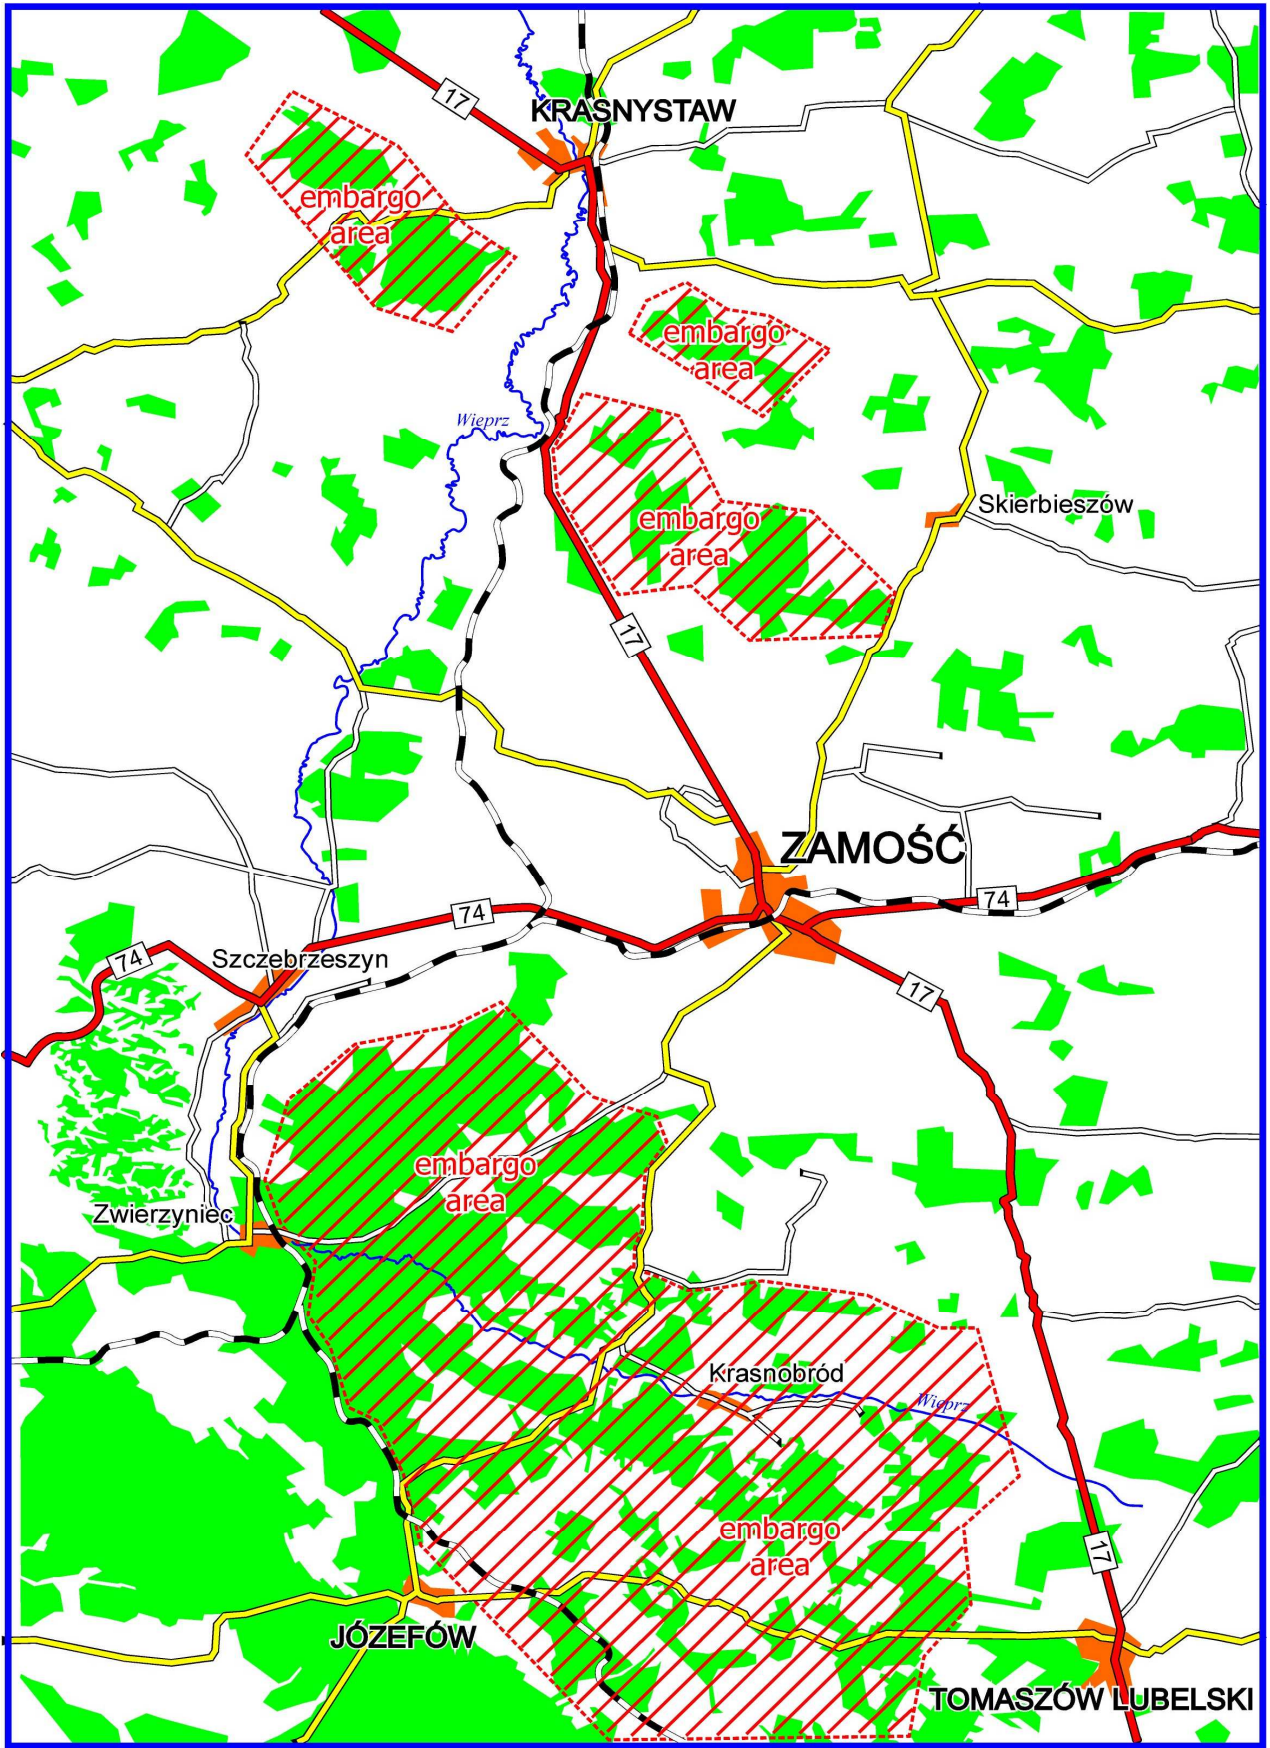 17
KRASNYSTAW
embargo
area
embargo
area
Wieprz
embargo
area
Skierbieszów
17
ZAMOŚĆ
74
74
74
Szczebrzeszyn
17
embargo
area
Zwierzyniec
Krasnobród
Wieprz
embargo
area
17
JÓZEFÓW
TOMASZÓW LUBELSKI